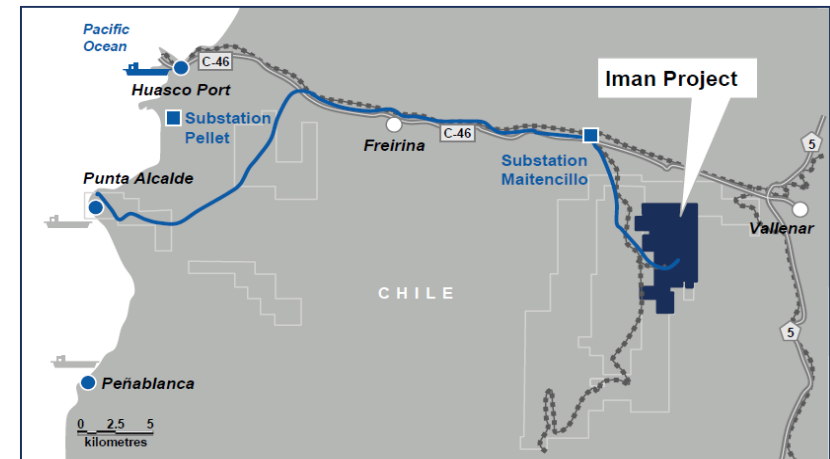 Pacific
Ocean
C-46
Huasco Port
Iman Project
Substation
Pellet
Freirina
C-46
5
Substation
Maitencillo
Punta Alcalde
Vallenar
CHILE
5
Peñablanca
0 2.5 5
kilometres